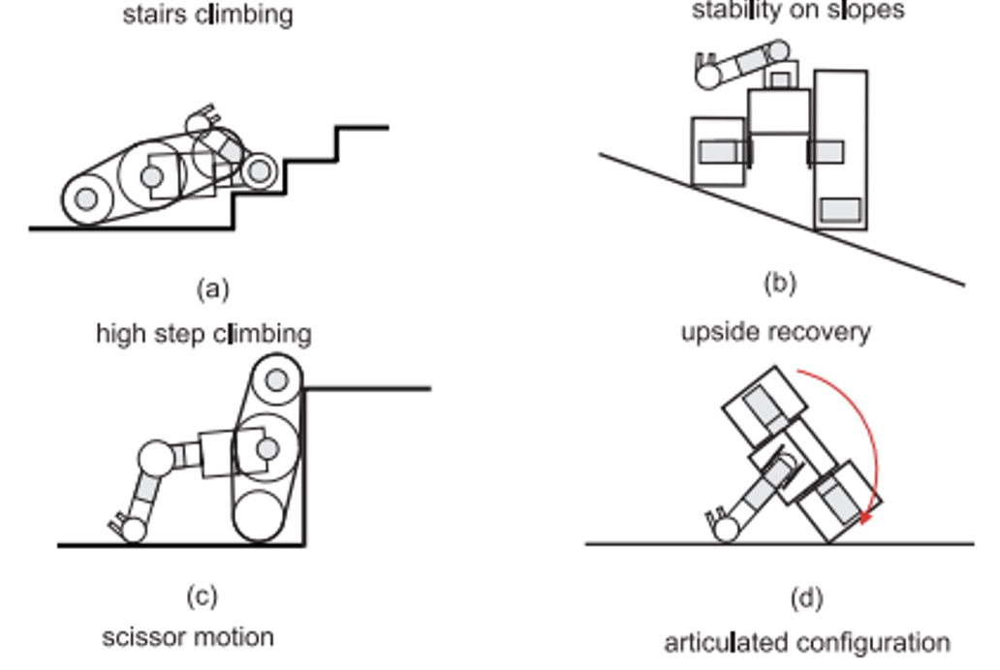 stairs climbing
stability on slopes
(a)
(b)
high step climbing
upside recovery
(c)
(d)
scissor motion
articulated configuration